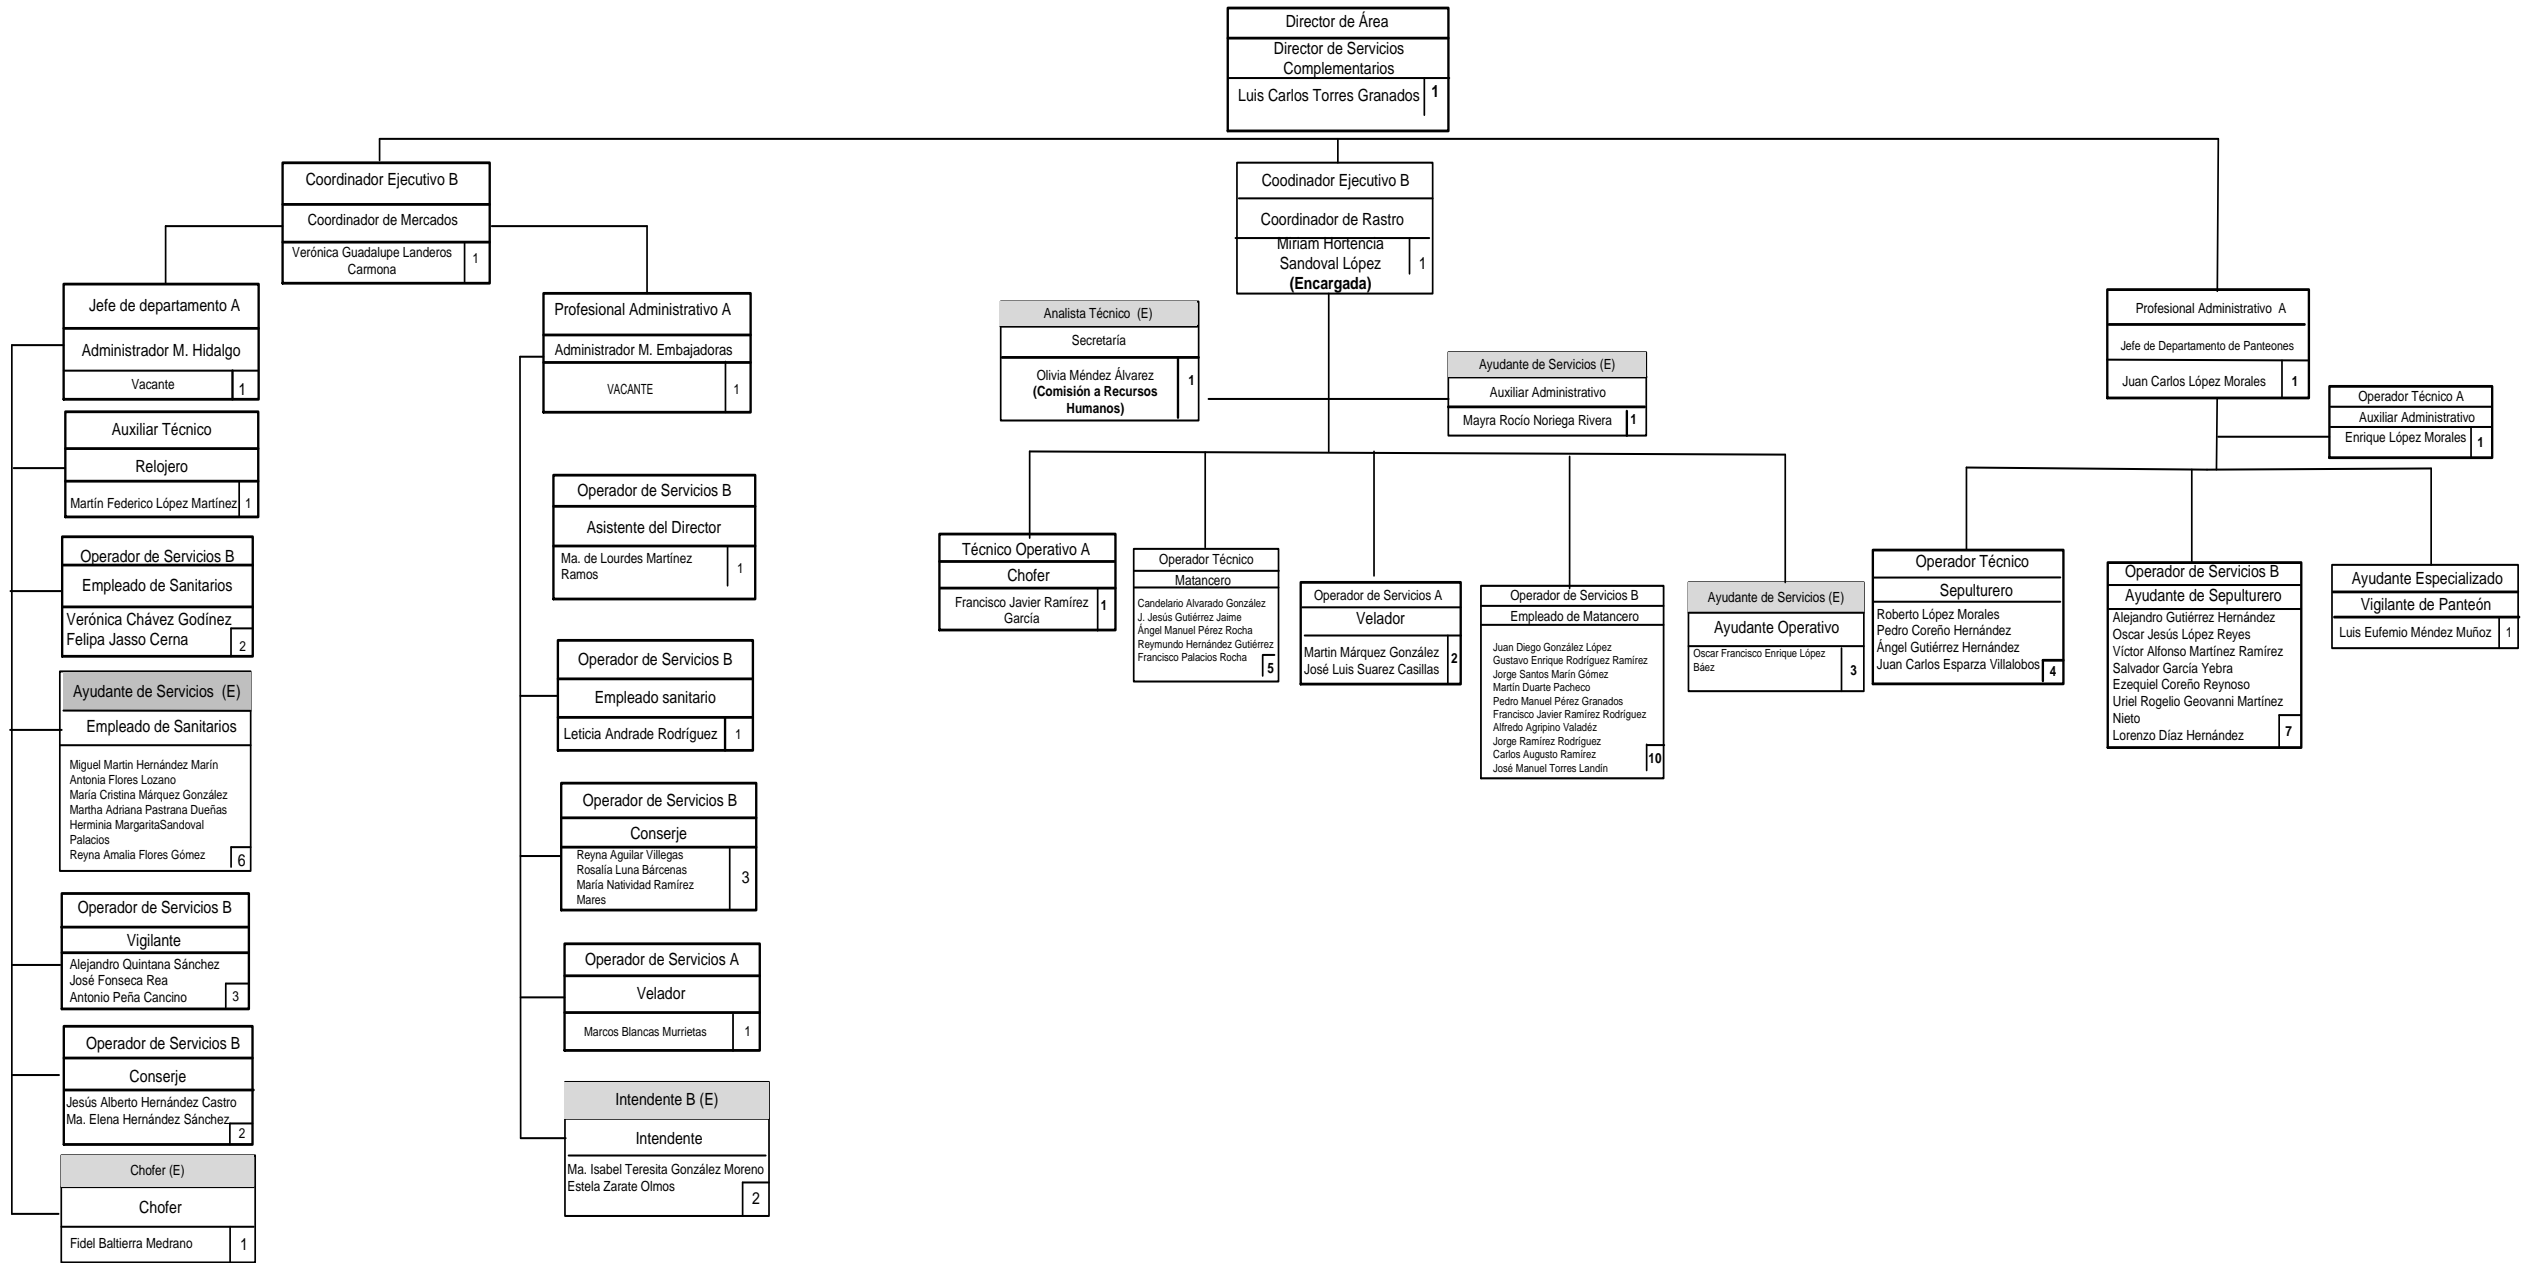 Director de Área
Director de Servicios
Complementarios
Luis Carlos Torres Granados
1
Coordinador Ejecutivo B
Coordinador de Mercados
Verónica Guadalupe Landeros
Carmona
1
Jefe de departamento A
Administrador M. Hidalgo
Vacante
1
Auxiliar Técnico
Relojero
Martín Federico López Martínez
1
Operador de Servicios B
Empleado de Sanitarios
Verónica Chávez Godínez
Felipa Jasso Cerna
2
Ayudante de Servicios (E)
Empleado de Sanitarios
Miguel Martin Hernández Marín
Antonia Flores Lozano
María Cristina Márquez González
Martha Adriana Pastrana Dueñas
Herminia MargaritaSandoval
Palacios
Reyna Amalia Flores Gómez
6
Operador de Servicios B
Vigilante
Alejandro Quintana Sánchez
José Fonseca Rea
Antonio Peña Cancino
3
Operador de Servicios B
Conserje
Jesús Alberto Hernández Castro
Ma. Elena Hernández Sánchez
2
Chofer (E)
Chofer
Fidel Baltierra Medrano
1
Profesional Administrativo A
Administrador M. Embajadoras
VACANTE
1
Operador de Servicios B
Asistente del Director
Ma. de Lourdes Martínez
Ramos
1
Operador de Servicios B
Empleado sanitario
Leticia Andrade Rodríguez
1
Operador de Servicios B
Conserje
Reyna Aguilar Villegas
Rosalía Luna Bárcenas
María Natividad Ramírez
Mares
3
Operador de Servicios A
Velador
Marcos Blancas Murrietas
1
Intendente B (E)
Intendente
Ma. Isabel Teresita González Moreno
Estela Zarate Olmos
2
Coodinador Ejecutivo B
Coordinador de Rastro
Miriam Hortencia
Sandoval López
(Encargada)
1
Analista Técnico (E)
Secretaría
Olivia Méndez Álvarez
(Comisión a Recursos
Humanos)
1
Ayudante de Servicios (E)
Auxiliar Administrativo
Mayra Rocío Noriega Rivera
1
Técnico Operativo A
Chofer
Francisco Javier Ramírez
García
1
Operador Técnico
Matancero
Candelario Alvarado González
J. Jesús Gutiérrez Jaime
Ángel Manuel Pérez Rocha
Reymundo Hernández Gutiérrez
Francisco Palacios Rocha
5
Operador de Servicios A
Velador
Martin Márquez González
José Luis Suarez Casillas
2
Operador de Servicios B
Empleado de Matancero
Juan Diego González López
Gustavo Enrique Rodríguez Ramírez
Jorge Santos Marín Gómez
Martín Duarte Pacheco
Pedro Manuel Pérez Granados
Francisco Javier Ramírez Rodríguez
Alfredo Agripino Valadéz
Jorge Ramírez Rodríguez
Carlos Augusto Ramírez
José Manuel Torres Landín
10
Ayudante de Servicios (E)
Ayudante Operativo
Oscar Francisco Enrique López
Báez
3
Profesional Administrativo A
Jefe de Departamento de Panteones
Juan Carlos López Morales
1
Operador Técnico A
Auxiliar Administrativo
Enrique López Morales
1
Operador Técnico
Sepulturero
Roberto López Morales
Pedro Coreño Hernández
Ángel Gutiérrez Hernández
Juan Carlos Esparza Villalobos
4
Operador de Servicios B
Ayudante de Sepulturero
Alejandro Gutiérrez Hernández
Oscar Jesús López Reyes
Víctor Alfonso Martínez Ramírez
Salvador García Yebra
Ezequiel Coreño Reynoso
Uriel Rogelio Geovanni Martínez
Nieto
Lorenzo Díaz Hernández
7
Ayudante Especializado
Vigilante de Panteón
Luis Eufemio Méndez Muñoz
1